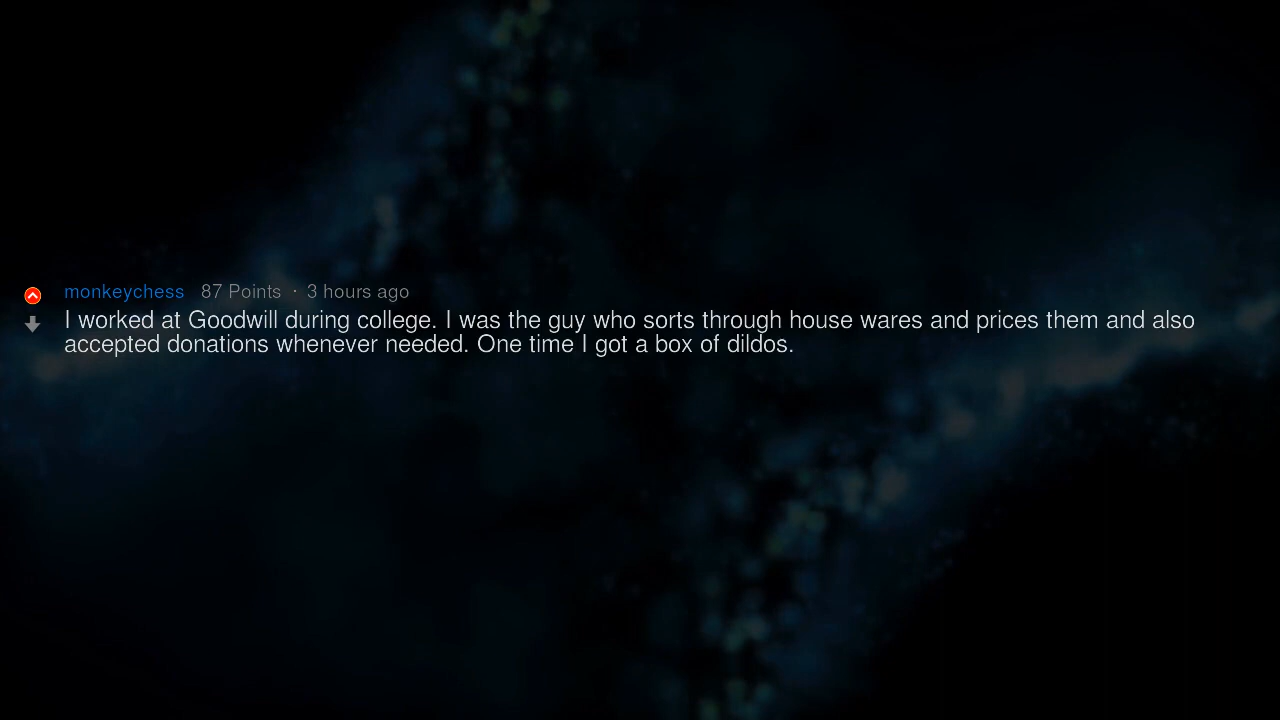 monkeychess 87 Points · 3 hours ago
I worked at Goodwill during college. I was the guy who sorts through house wares and prices them and also
accepted donations whenever needed. One time I got a box of dildos.